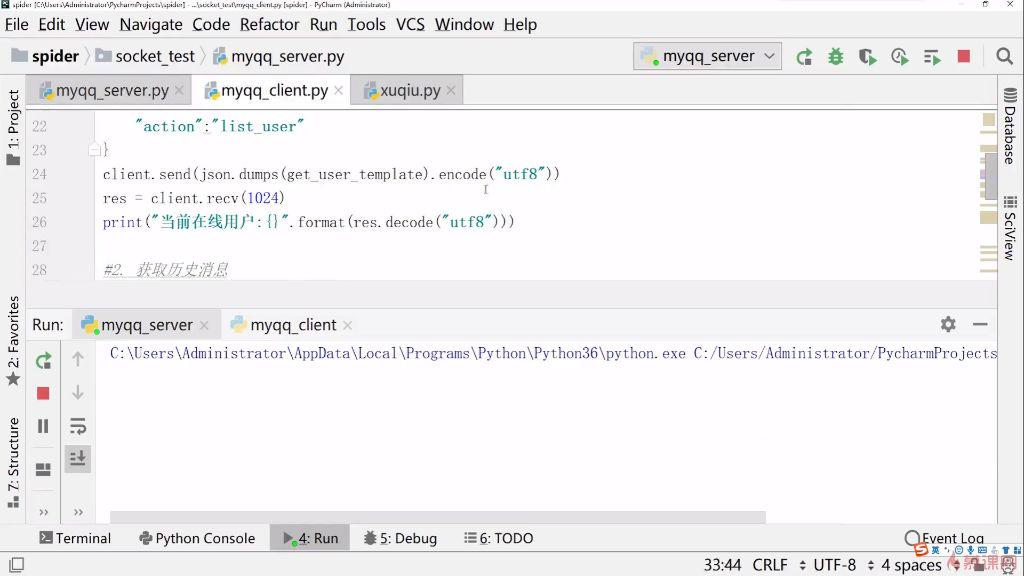 spider [C:\Users\Administrator\PycharmProjects\spider] - ...\socket_test\myqq_client.py [spider] - PyCharm (Administrator)
File Edit View Navigate Code Refactor Run Tools VCS Window Help
spider socket_test myqq_server.py myqq_server
myqq_server.py myqq_client.py xuqiu.py
1: Project
2: Favorites
7: Structure
Database
SciView
22 "action":"list_user"
23 }
24 client.send(json.dumps(get_user_template).encode("utf8"))
25 res = client.recv(1024)
26 print("当前在线用户:{}".format(res.decode("utf8")))
27
28 #2. 获取历史消息
Run: myqq_server myqq_client
C:\Users\Administrator\AppData\Local\Programs\Python\Python36\python.exe C:/Users/Administrator/PycharmProjects
Terminal Python Console 4: Run 5: Debug 6: TODO Event Log
33:44 CRLF UTF-8 4 spaces
英
慕课网